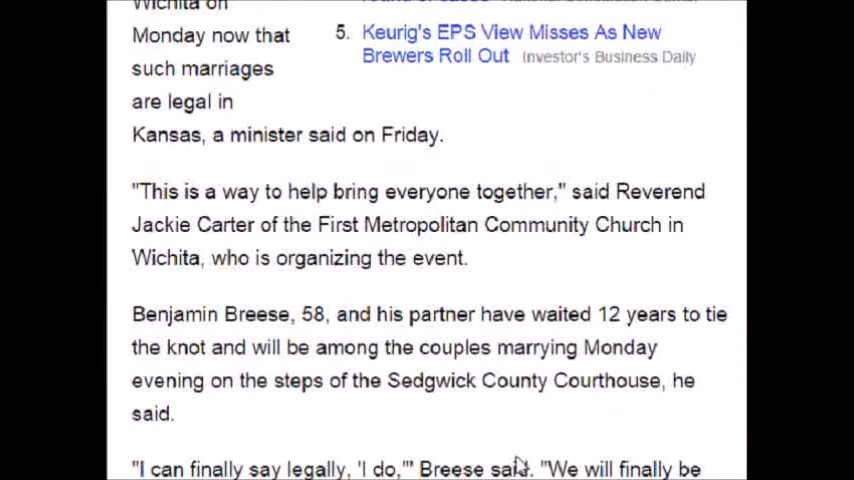 Wichita on
Monday now that
such marriages
are legal in
Kansas, a minister said on Friday.
5. Keurig's EPS View Misses As New
Brewers Roll Out Investor's Business Daily
"This is a way to help bring everyone together," said Reverend
Jackie Carter of the First Metropolitan Community Church in
Wichita, who is organizing the event.
Benjamin Breese, 58, and his partner have waited 12 years to tie
the knot and will be among the couples marrying Monday
evening on the steps of the Sedgwick County Courthouse, he
said.
"I can finally say legally, 'I do,'" Breese said. "We will finally be